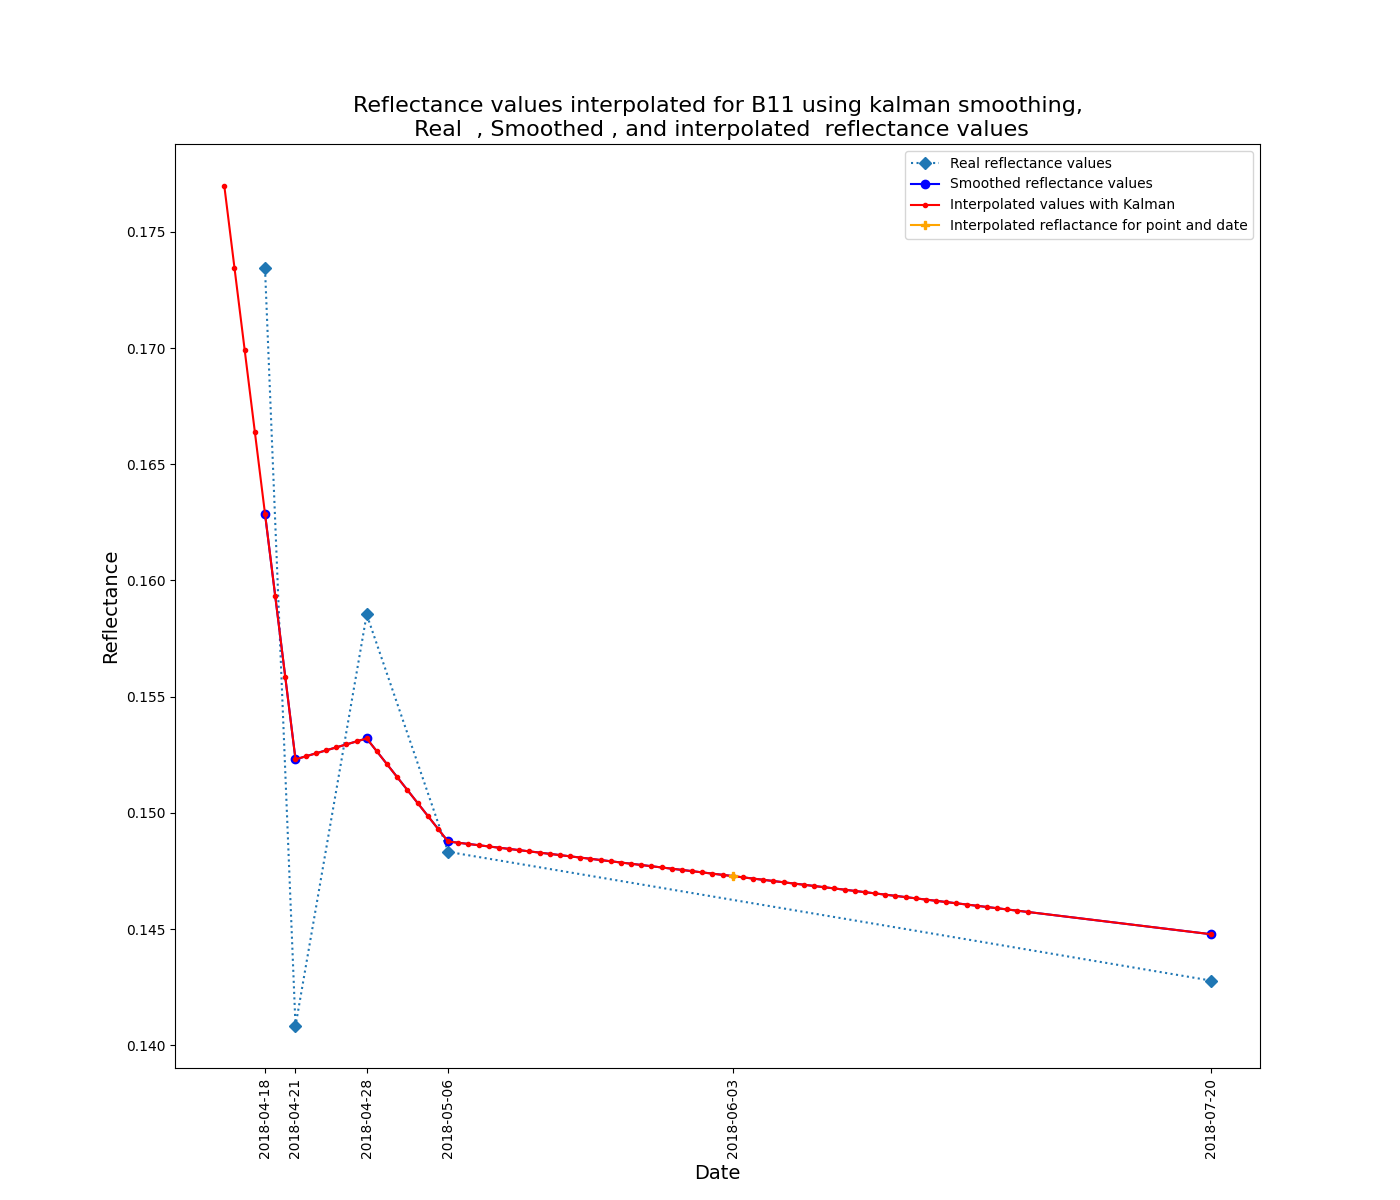 Reflectance values interpolated for B11 using kalman smoothing,
Real , Smoothed , and interpolated reflectance values
Real reflectance values
Smoothed reflectance values
Interpolated values with Kalman
Interpolated reflactance for point and date
0.175
0.170
0.165
0.160
0.155
0.150
0.145
0.140
Reflectance
2018-04-18
2018-04-21
2018-04-28
2018-05-06
2018-06-03
2018-07-20
Date